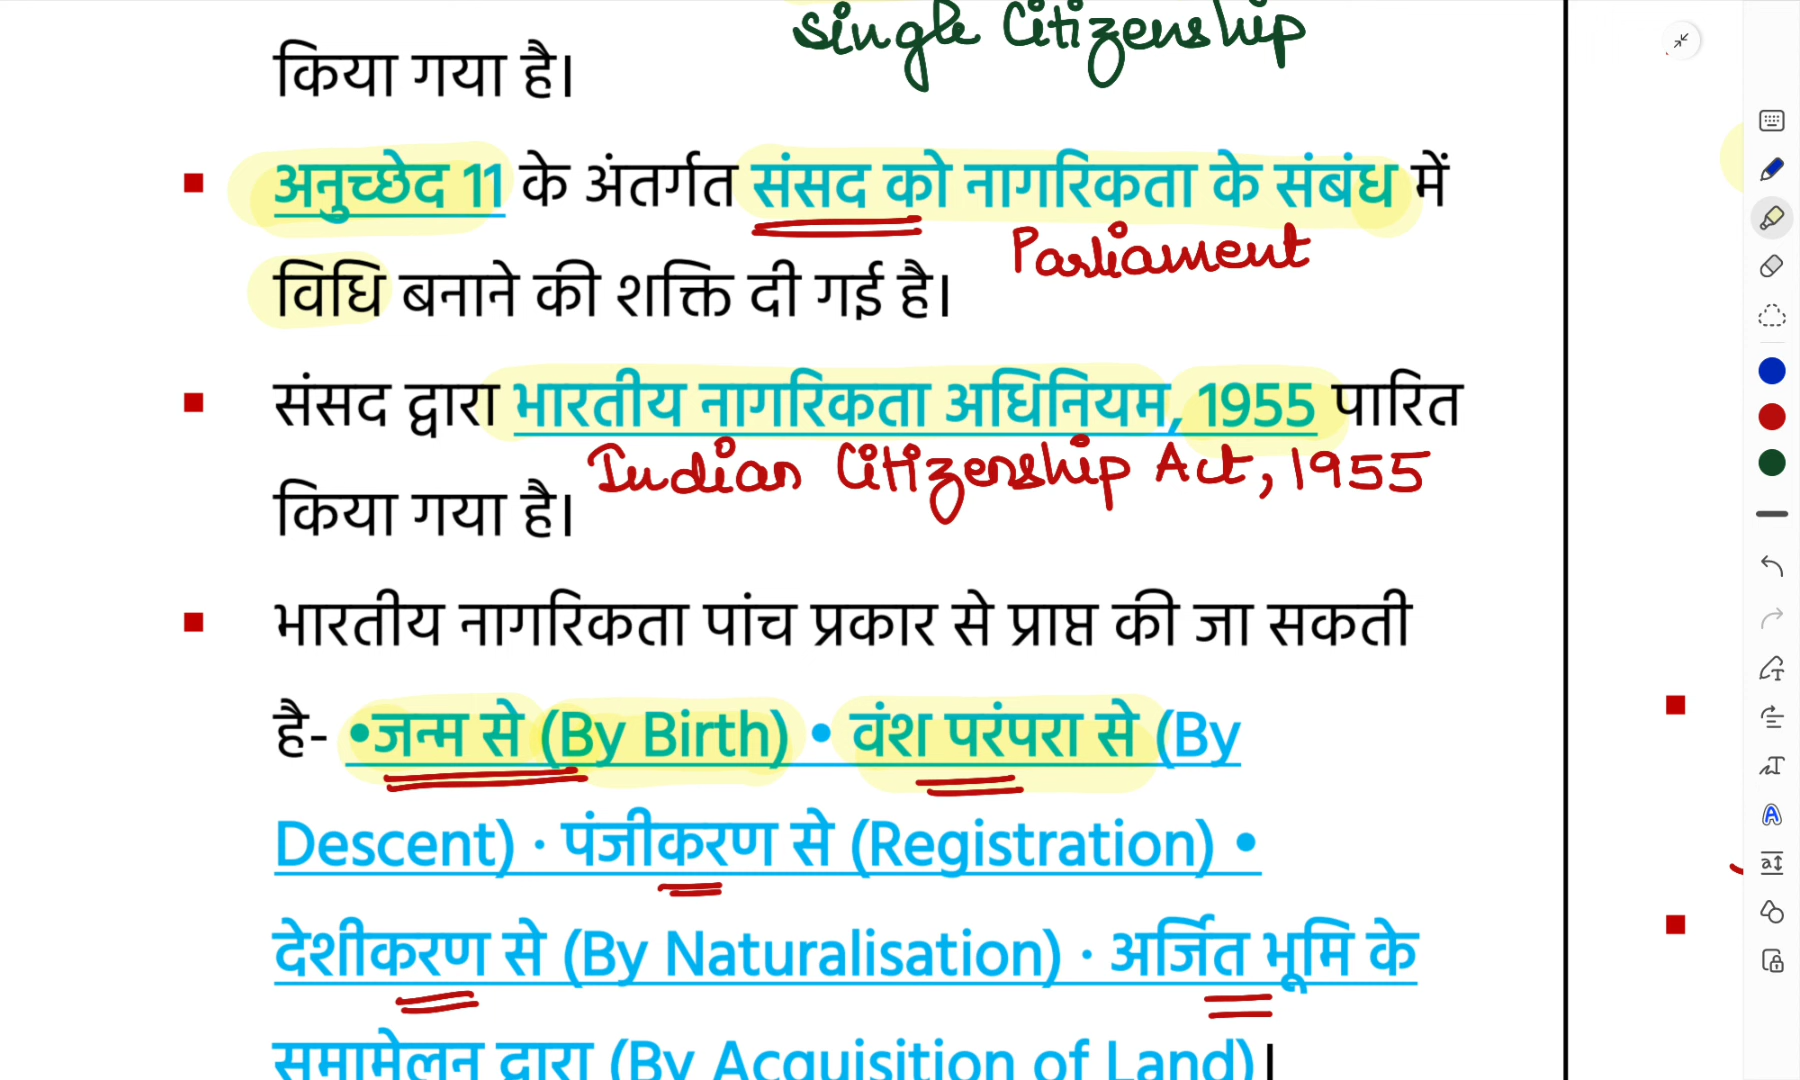 single Citizenship
किया गया है।
अनुच्छेद 11 के अंतर्गत संसद को नागरिकता के संबंध में
Parliament
विधि बनाने की शक्ति दी गई है।
संसद द्वारा भारतीय नागरिकता अधिनियम, 1955 पारित
Indian Citizenship Act, 1955
किया गया है।
भारतीय नागरिकता पांच प्रकार से प्राप्त की जा सकती
है- •जन्म से (By Birth) • वंश परंपरा से (By
Descent) · पंजीकरण से (Registration) •
देशीकरण से (By Naturalisation) · अर्जित भूमि के
समामेलन द्वारा (By Acquisition of Land)।